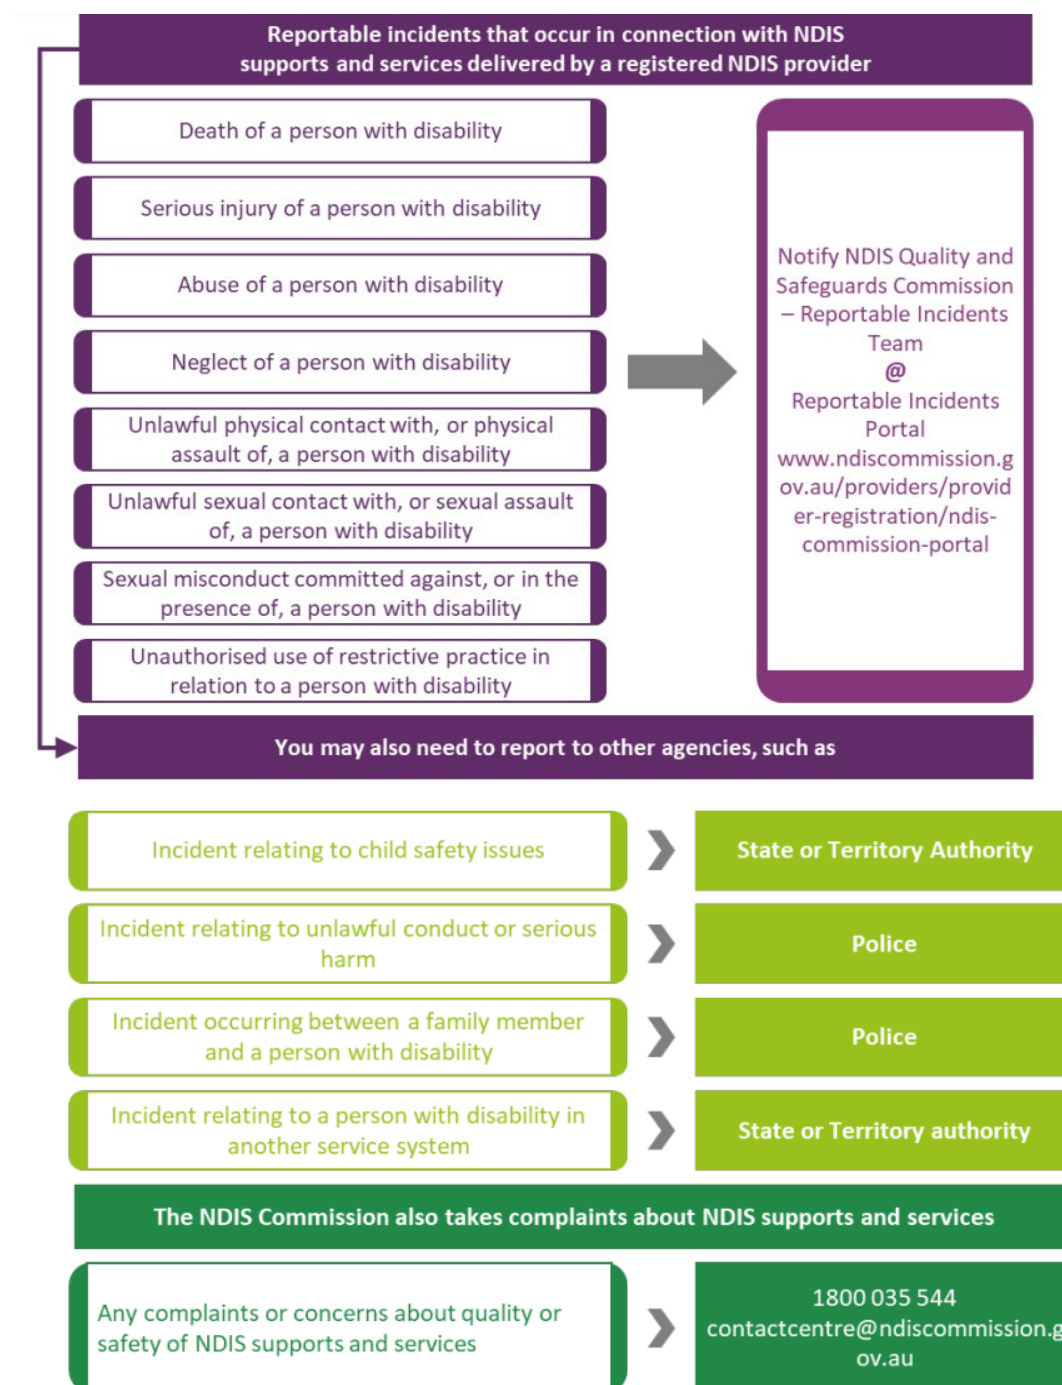 Reportable incidents that occur in connection with NDIS
supports and services delivered by a registered NDIS provider
Death of a person with disability
Serious injury of a person with disability
Abuse of a person with disability
Neglect of a person with disability
Unlawful physical contact with, or physical
assault of, a person with disability
Unlawful sexual contact with, or sexual assault
of, a person with disability
Sexual misconduct committed against, or in the
presence of, a person with disability
Unauthorised use of restrictive practice in
relation to a person with disability
Notify NDIS Quality and
Safeguards Commission
– Reportable Incidents
Team
@
Reportable Incidents
Portal
www.ndiscommission.g
ov.au/providers/provid
er-registration/ndis-
commission-portal
You may also need to report to other agencies, such as
Incident relating to child safety issues
State or Territory Authority
Incident relating to unlawful conduct or serious
harm
Police
Incident occurring between a family member
and a person with disability
Police
Incident relating to a person with disability in
another service system
State or Territory authority
The NDIS Commission also takes complaints about NDIS supports and services
Any complaints or concerns about quality or
safety of NDIS supports and services
1800 035 544
contactcentre@ndiscommission.g
ov.au